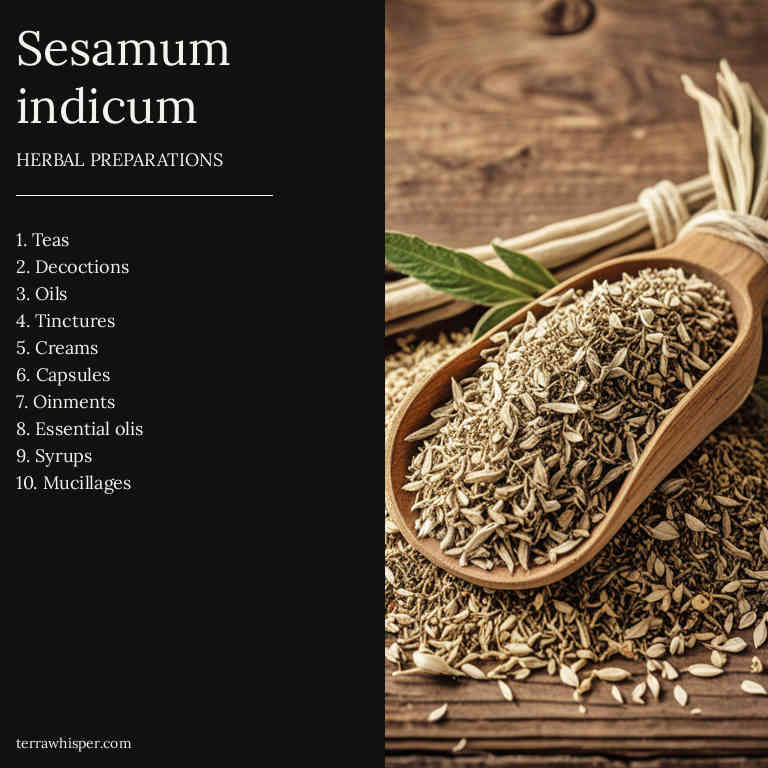 Sesamum
indicum
HERBAL PREPARATIONS
1. Teas
2. Decoctions
3. Oils
4. Tinctures
5. Creams
6. Capsules
7. Oinments
8. Essential olis
9. Syrups
10. Mucillages
terrawhisper.com